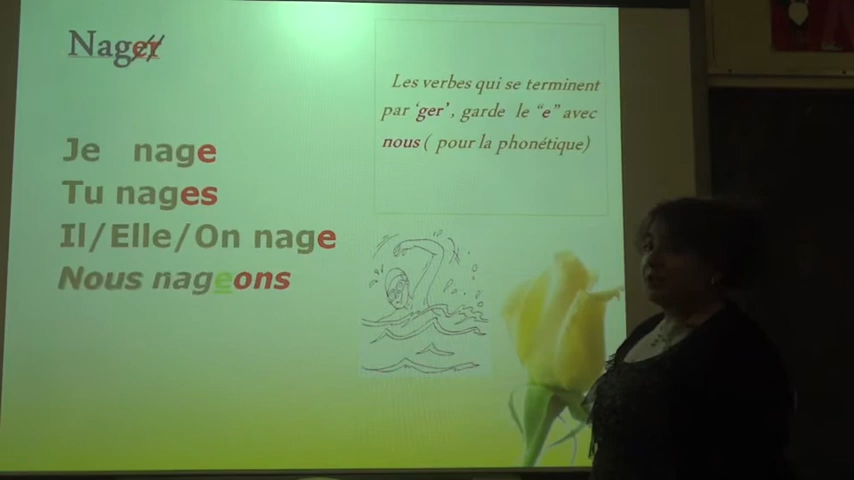 Nager
Je nage
Tu nages
Il/Elle/On nage
Nous nageons
Les verbes qui se terminent
par ‘ger’, garde le “e” avec
nous ( pour la phonétique)